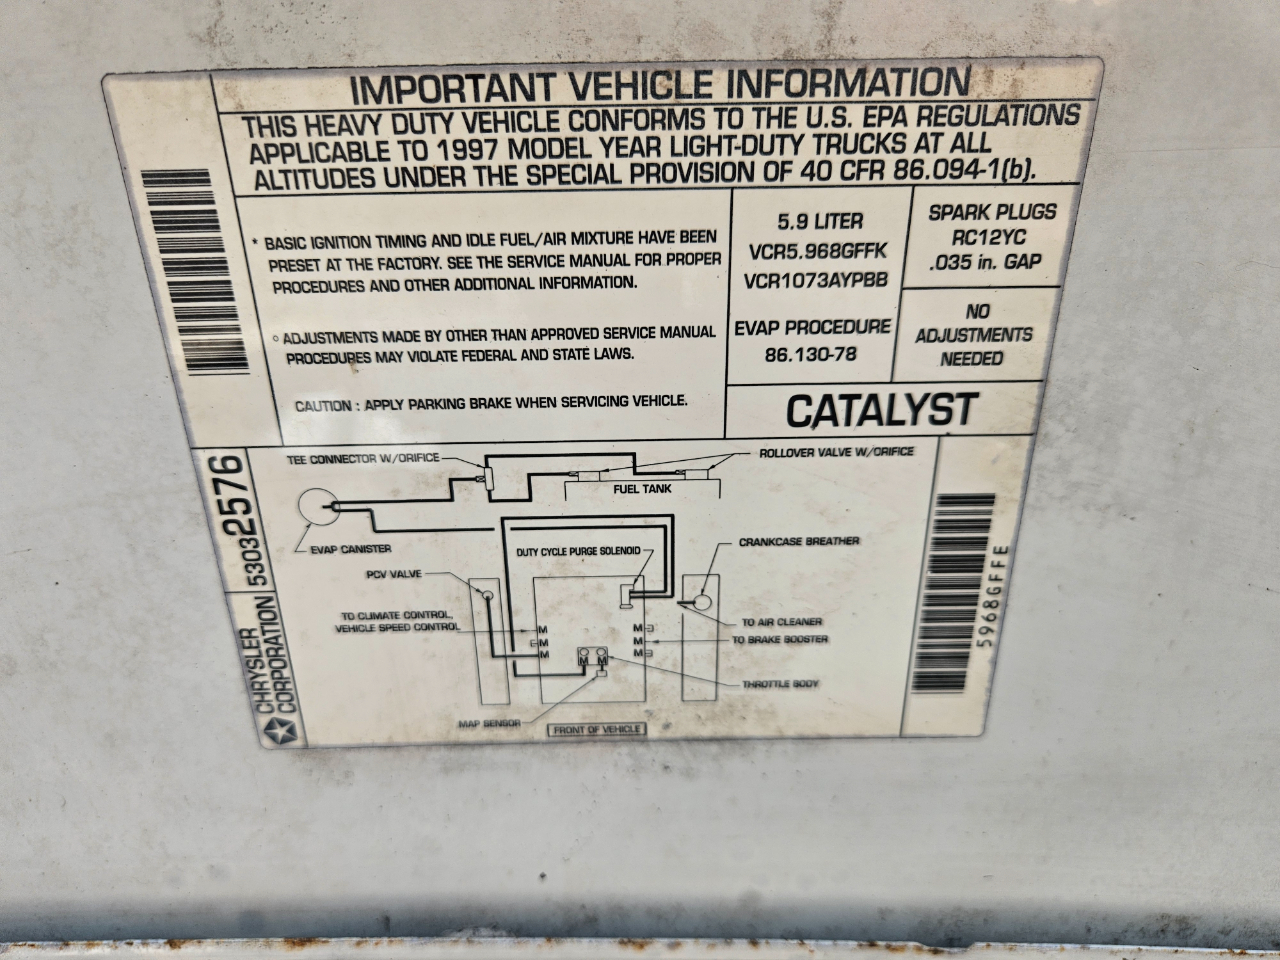 IMPORTANT VEHICLE INFORMATION
THIS HEAVY DUTY VEHICLE CONFORMS TO THE U.S. EPA REGULATIONS
APPLICABLE TO 1997 MODEL YEAR LIGHT-DUTY TRUCKS AT ALL
ALTITUDES UNDER THE SPECIAL PROVISION OF 40 CFR 86.094-1(b).
* BASIC IGNITION TIMING AND IDLE FUEL/AIR MIXTURE HAVE BEEN
PRESET AT THE FACTORY. SEE THE SERVICE MANUAL FOR PROPER
PROCEDURES AND OTHER ADDITIONAL INFORMATION.
° ADJUSTMENTS MADE BY OTHER THAN APPROVED SERVICE MANUAL
PROCEDURES MAY VIOLATE FEDERAL AND STATE LAWS.
CAUTION : APPLY PARKING BRAKE WHEN SERVICING VEHICLE.
5.9 LITER
VCR5.968GFFK
VCR1073AYPBB
EVAP PROCEDURE
86.130-78
SPARK PLUGS
RC12YC
.035 in. GAP
NO
ADJUSTMENTS
NEEDED
CATALYST
TEE CONNECTOR W/ORIFICE
ROLLOVER VALVE W/ORIFICE
FUEL TANK
EVAP CANISTER
DUTY CYCLE PURGE SOLENOID
CRANKCASE BREATHER
PCV VALVE
TO CLIMATE CONTROL,
VEHICLE SPEED CONTROL
M
M
M
M
M
M
M
M
TO AIR CLEANER
TO BRAKE BOOSTER
THROTTLE BODY
MAP SENSOR
FRONT OF VEHICLE
CHRYSLER
CORPORATION
53032576
5968GFFE